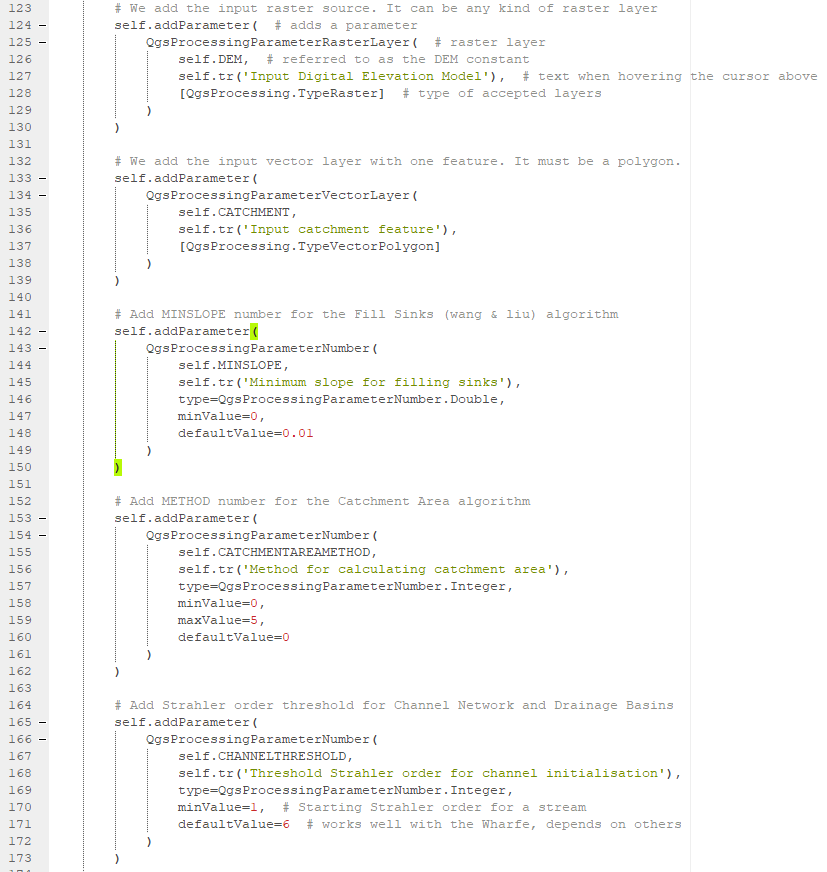 123 # We add the input raster source. It can be any kind of raster layer
124 – self.addParameter(  # adds a parameter
125 –     QgsProcessingParameterRasterLayer(  # raster layer
126         self.DEM,  # referred to as the DEM constant
127         self.tr('Input Digital Elevation Model'),  # text when hovering the cursor above
128         [QgsProcessing.TypeRaster]  # type of accepted layers
129     )
130 )
131
132 # We add the input vector layer with one feature. It must be a polygon.
133 – self.addParameter(
134 –     QgsProcessingParameterVectorLayer(
135         self.CATCHMENT,
136         self.tr('Input catchment feature'),
137         [QgsProcessing.TypeVectorPolygon]
138     )
139 )
140
141 # Add MINSLOPE number for the Fill Sinks (wang & liu) algorithm
142 – self.addParameter(
143 –     QgsProcessingParameterNumber(
144         self.MINSLOPE,
145         self.tr('Minimum slope for filling sinks'),
146         type=QgsProcessingParameterNumber.Double,
147         minValue=0,
148         defaultValue=0.01
149     )
150 )
151
152 # Add METHOD number for the Catchment Area algorithm
153 – self.addParameter(
154 –     QgsProcessingParameterNumber(
155         self.CATCHMENTAREAMETHOD,
156         self.tr('Method for calculating catchment area'),
157         type=QgsProcessingParameterNumber.Integer,
158         minValue=0,
159         maxValue=5,
160         defaultValue=0
161     )
162 )
163
164 # Add Strahler order threshold for Channel Network and Drainage Basins
165 – self.addParameter(
166 –     QgsProcessingParameterNumber(
167         self.CHANNELTHRESHOLD,
168         self.tr('Threshold Strahler order for channel initialisation'),
169         type=QgsProcessingParameterNumber.Integer,
170         minValue=1,  # Starting Strahler order for a stream
171         defaultValue=6  # works well with the Wharfe, depends on others
172     )
173 )